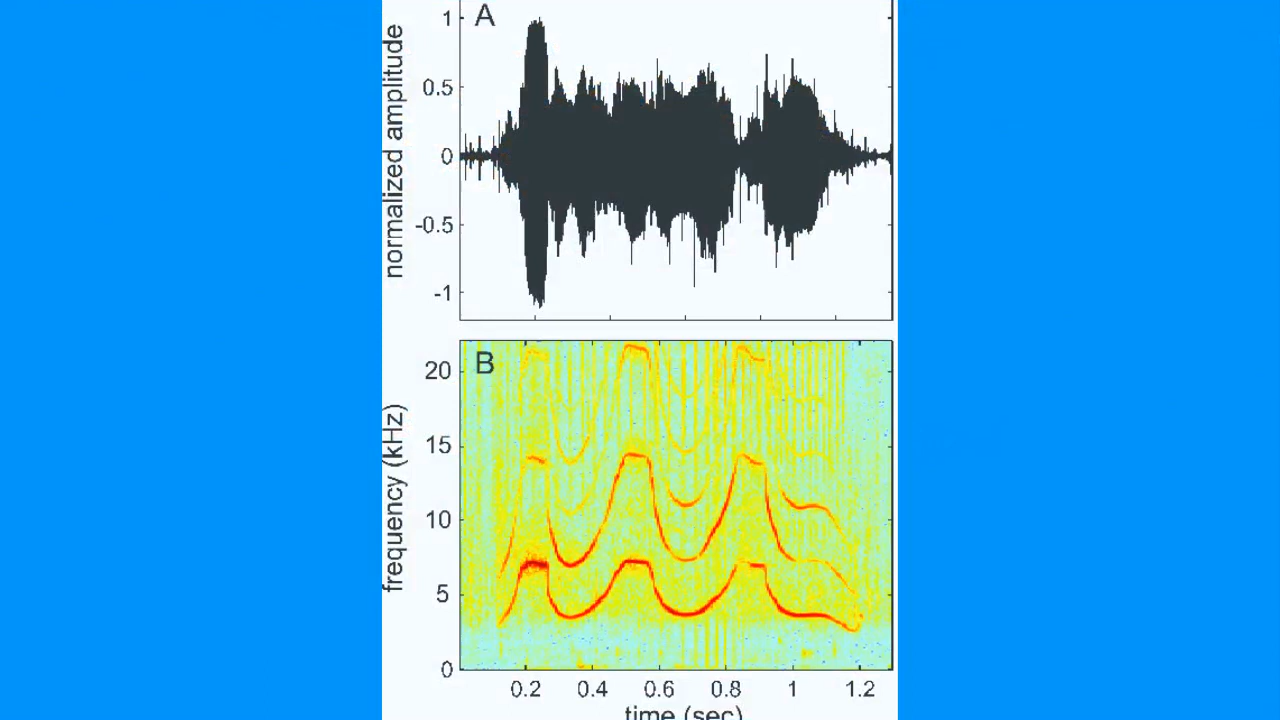 A
normalized amplitude
1
0.5
0
-0.5
-1
B
frequency (kHz)
20
15
10
5
0
0.2 0.4 0.6 0.8 1 1.2
time (sec)